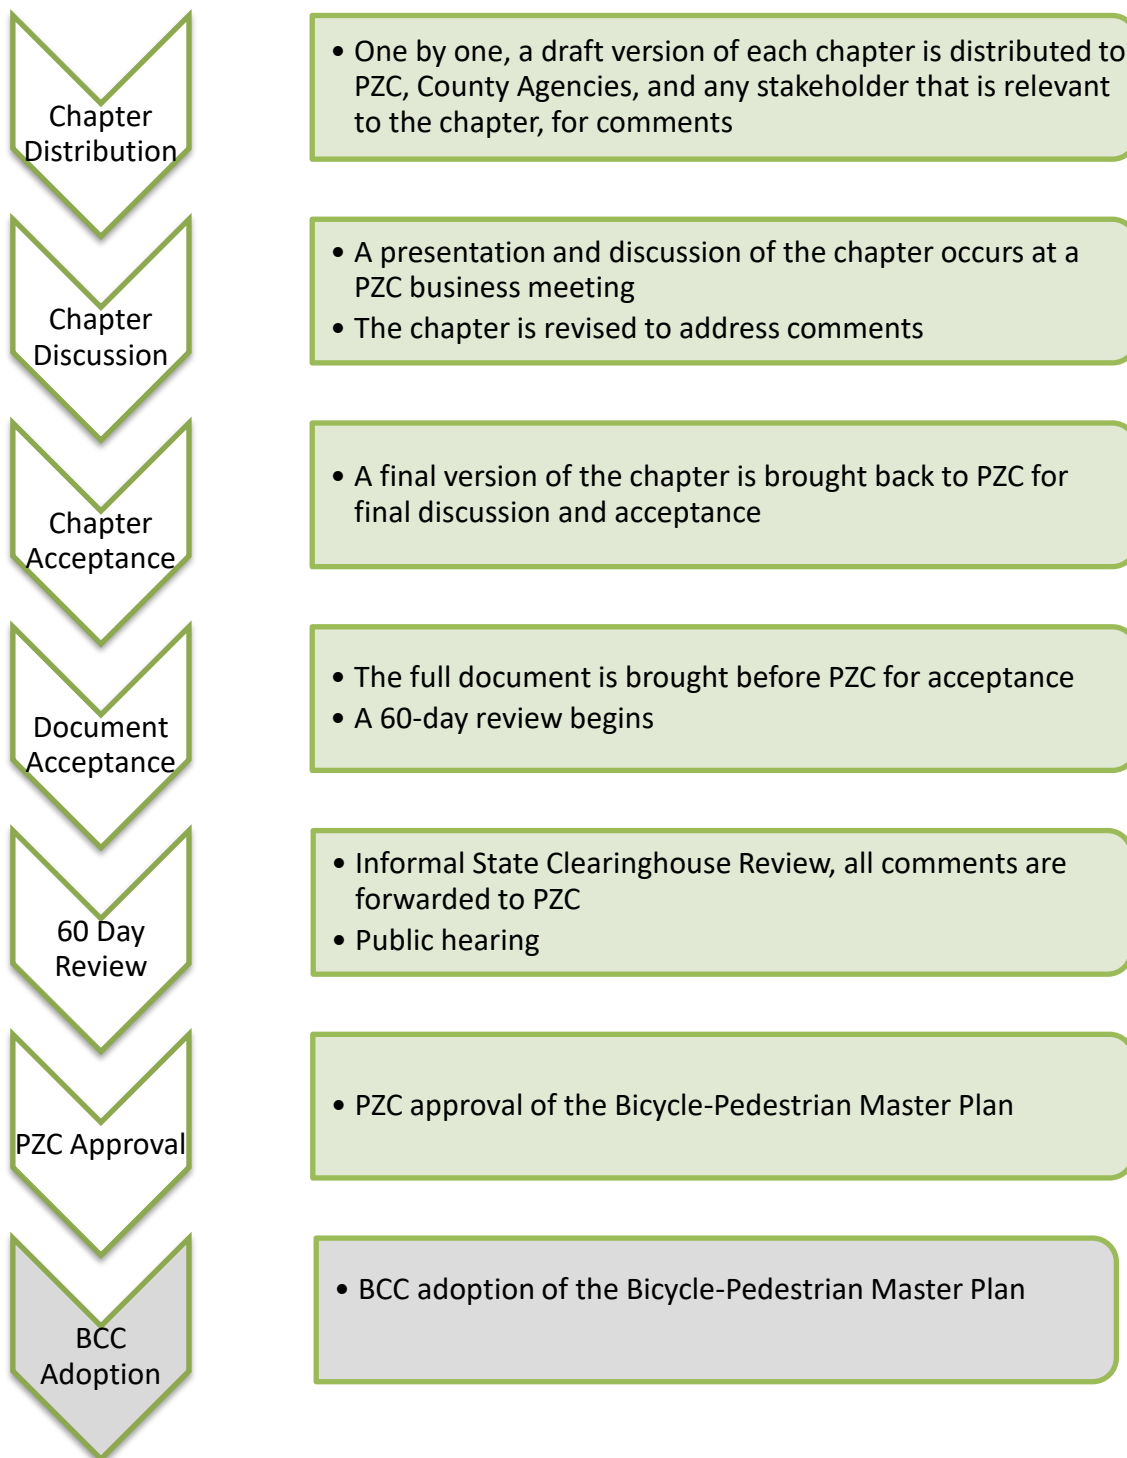 Chapter
Distribution
• One by one, a draft version of each chapter is distributed to
PZC, County Agencies, and any stakeholder that is relevant
to the chapter, for comments
Chapter
Discussion
• A presentation and discussion of the chapter occurs at a
PZC business meeting
• The chapter is revised to address comments
Chapter
Acceptance
• A final version of the chapter is brought back to PZC for
final discussion and acceptance
Document
Acceptance
• The full document is brought before PZC for acceptance
• A 60-day review begins
60 Day
Review
• Informal State Clearinghouse Review, all comments are
forwarded to PZC
• Public hearing
PZC Approval
• PZC approval of the Bicycle-Pedestrian Master Plan
BCC
Adoption
• BCC adoption of the Bicycle-Pedestrian Master Plan